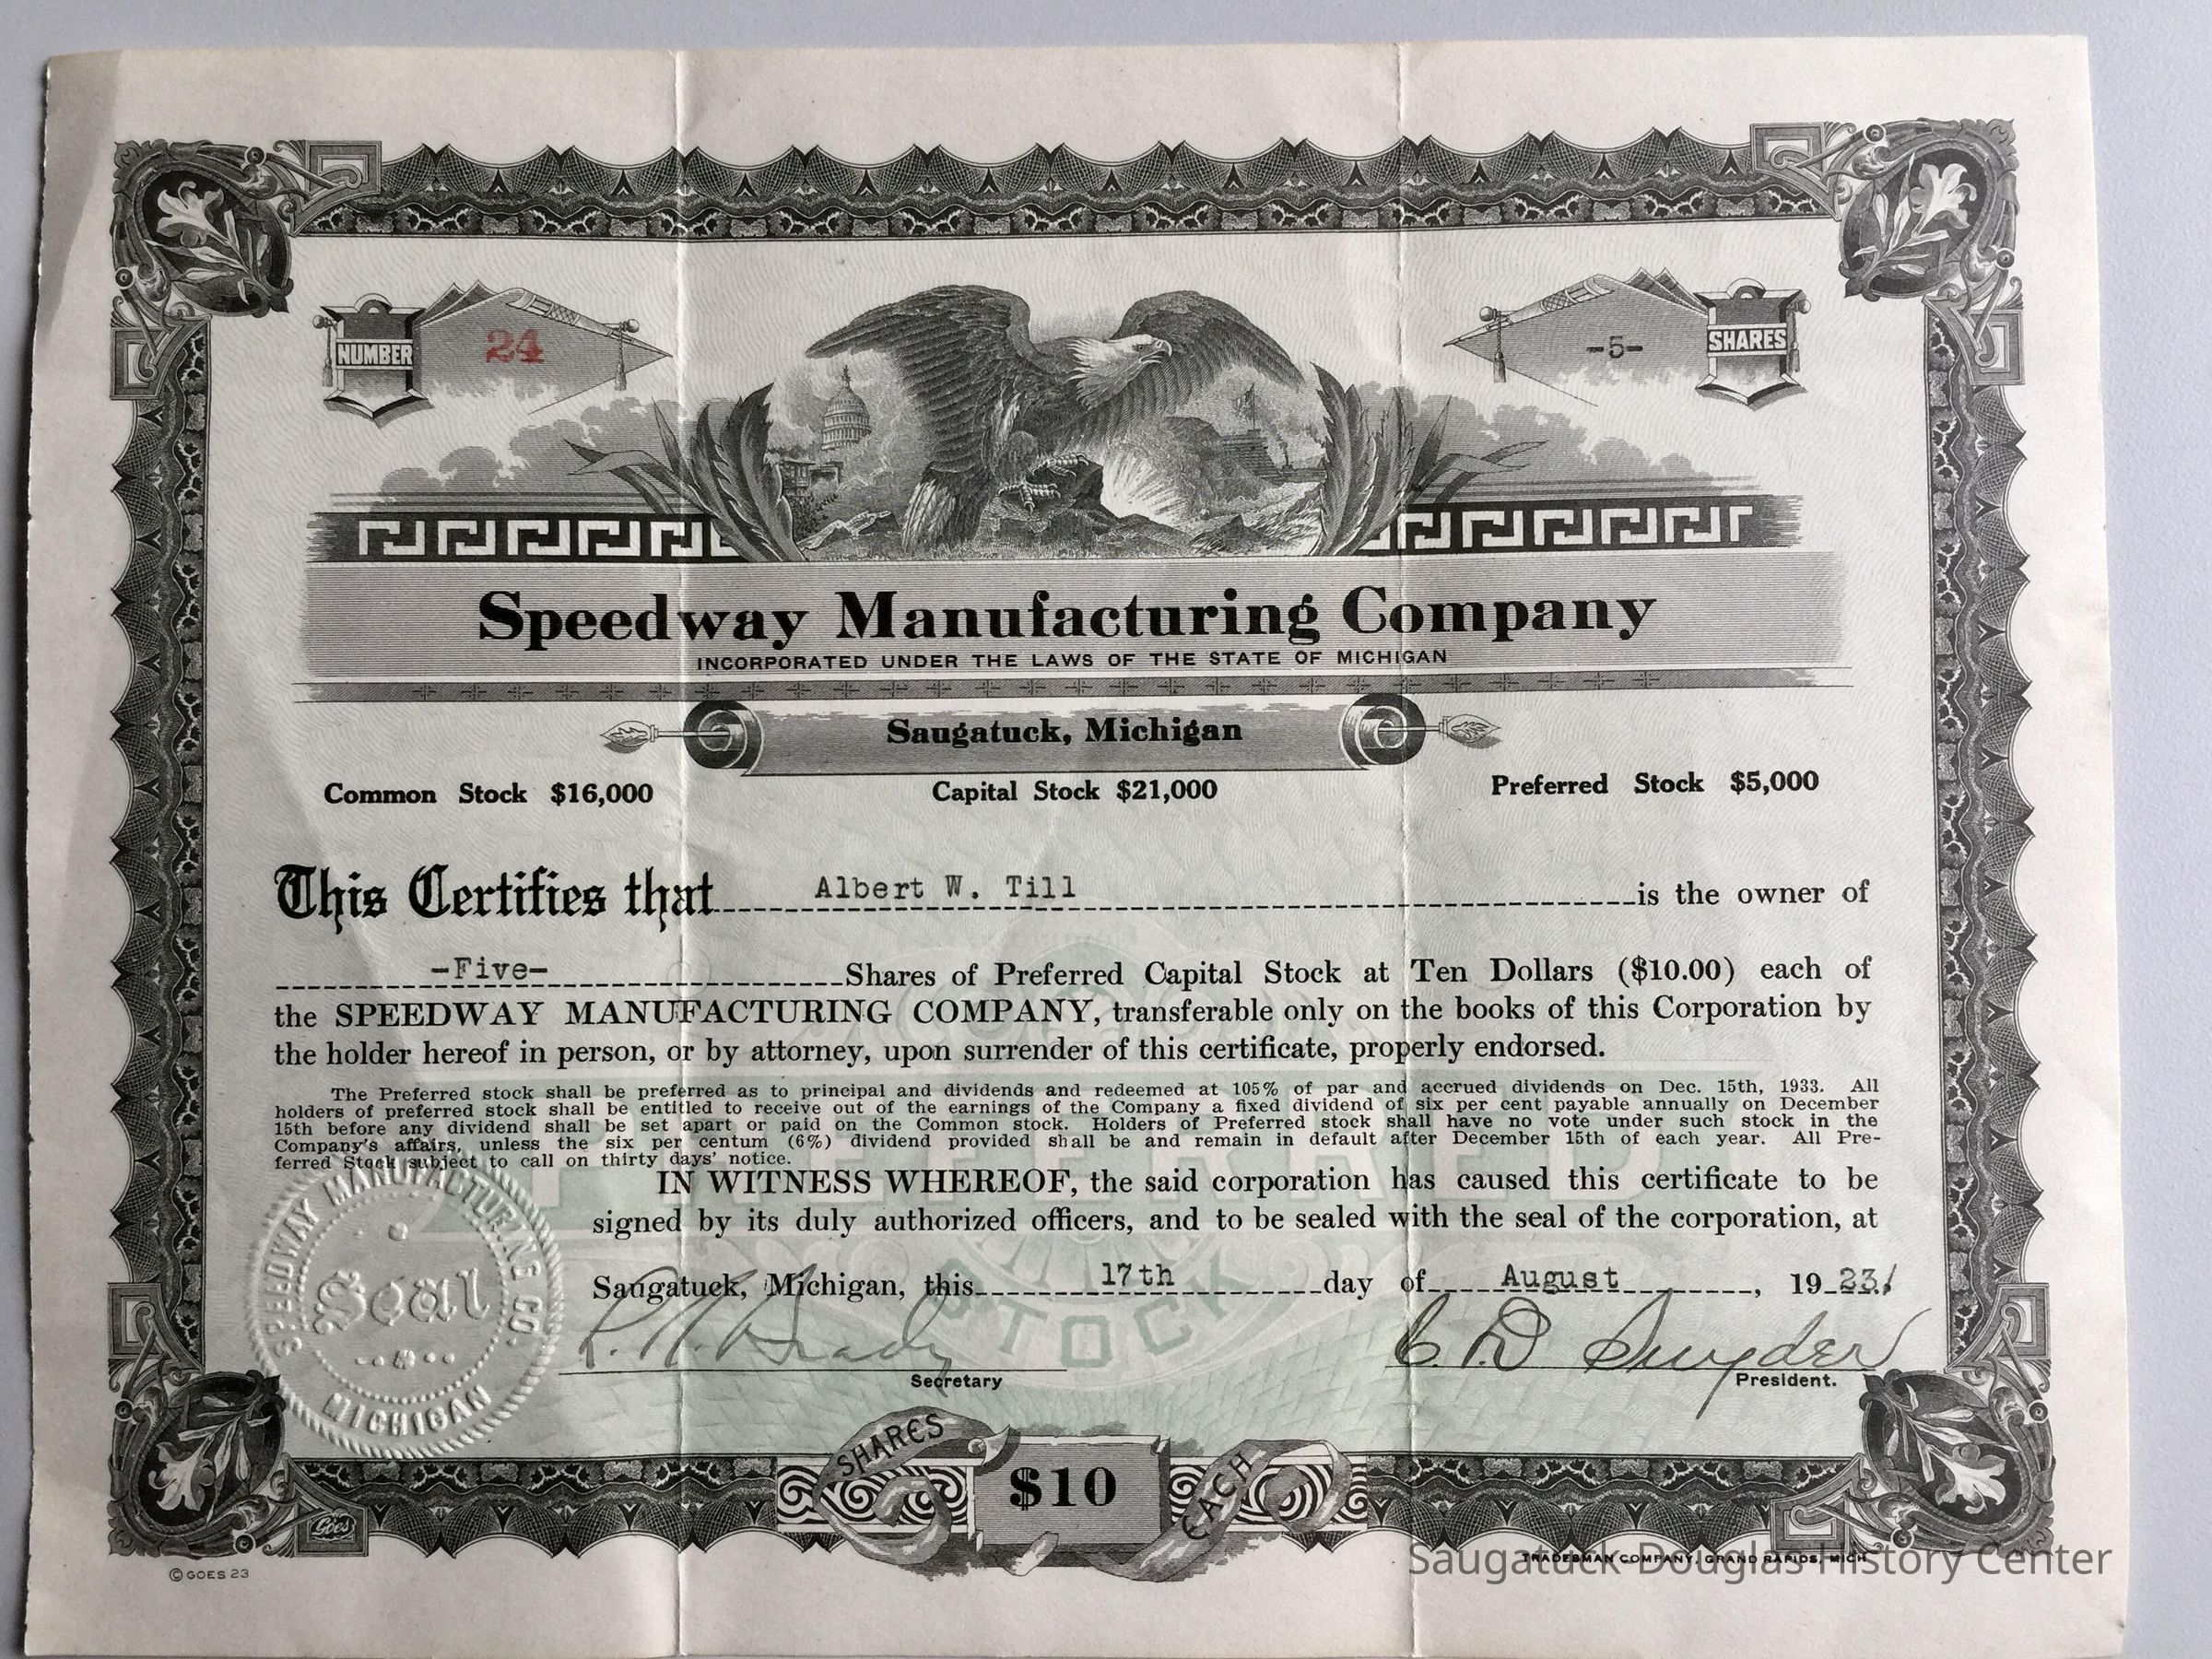 NUMBER 24
-5- SHARES
Speedway Manufacturing Company
INCORPORATED UNDER THE LAWS OF THE STATE OF MICHIGAN
Saugatuck, Michigan
Common Stock $16,000 Capital Stock $21,000 Preferred Stock $5,000
This Certifies that Albert W. Till is the owner of
-Five- Shares of Preferred Capital Stock at Ten Dollars ($10.00) each of
the SPEEDWAY MANUFACTURING COMPANY, transferable only on the books of this Corporation by
the holder hereof in person, or by attorney, upon surrender of this certificate, properly endorsed.
The Preferred stock shall be preferred as to principal and dividends and redeemed at 105% of par and accrued dividends on Dec. 15th, 1933. All
holders of preferred stock shall be entitled to receive out of the earnings of the Company a fixed dividend of six per cent payable annually on December
15th before any dividend shall be set apart or paid on the Common stock. Holders of Preferred stock shall have no vote under such stock in the
Company's affairs, unless the six per centum (6%) dividend provided shall be and remain in default after December 15th of each year. All Pre-
ferred Stock subject to call on thirty days' notice.
PREFERRED
STOCK
IN WITNESS WHEREOF, the said corporation has caused this certificate to be
signed by its duly authorized officers, and to be sealed with the seal of the corporation, at
Saugatuck, Michigan, this 17th day of August, 1923.
SPEEDWAY MANUFACTURING CO.
Seal
MICHIGAN
Brady
Secretary
C. D. Snyder
President.
SHARES $10 EACH
Goes
© GOES 23
TRADESMAN COMPANY, GRAND RAPIDS, MICH.
Saugatuck-Douglas History Center